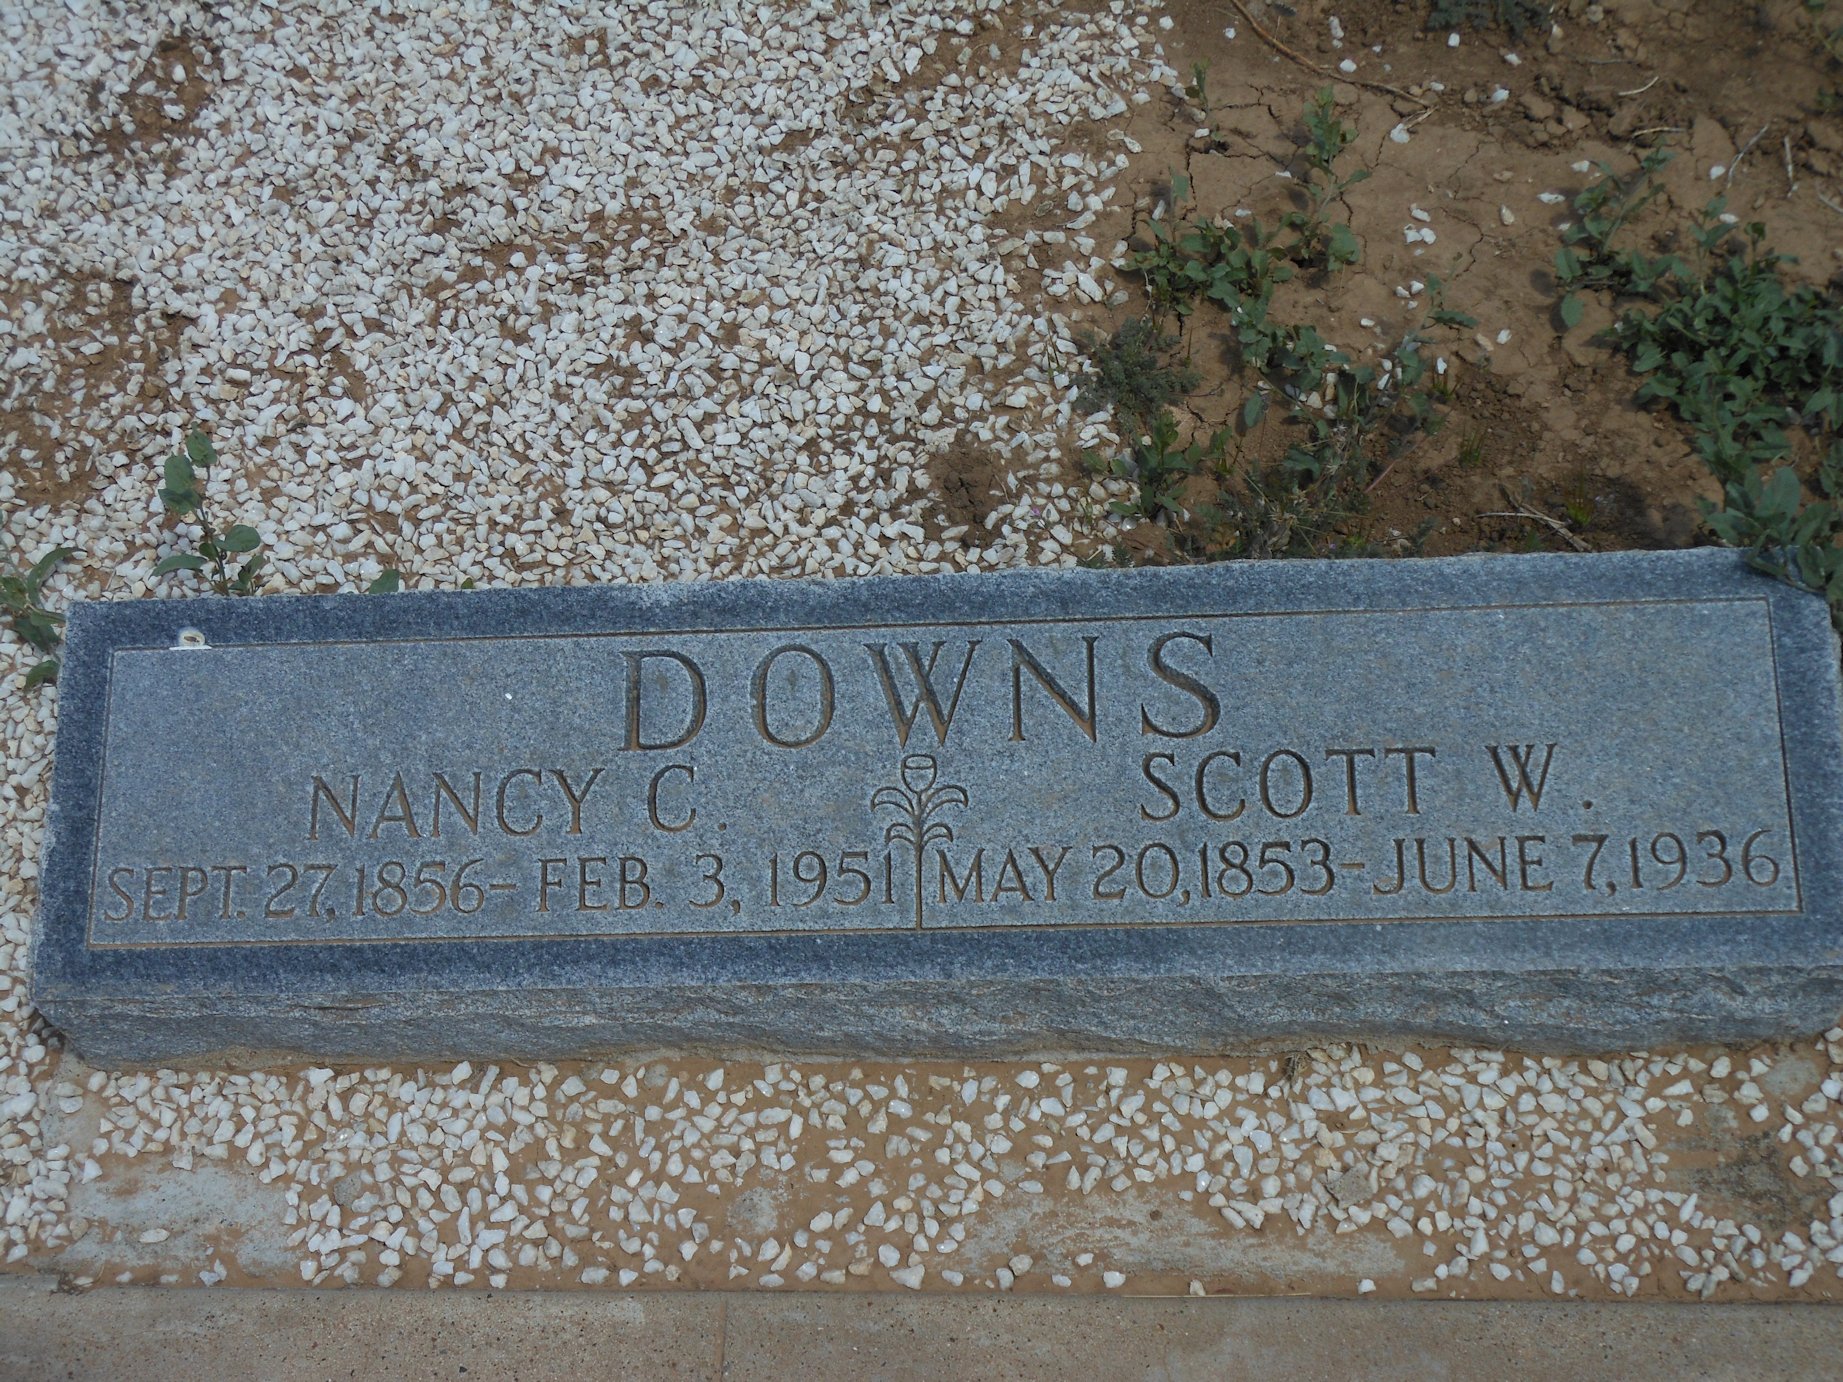 DOWNS
NANCY C.
SEPT. 27, 1856 - FEB. 3, 1951
SCOTT W.
MAY 20, 1853 - JUNE 7, 1936